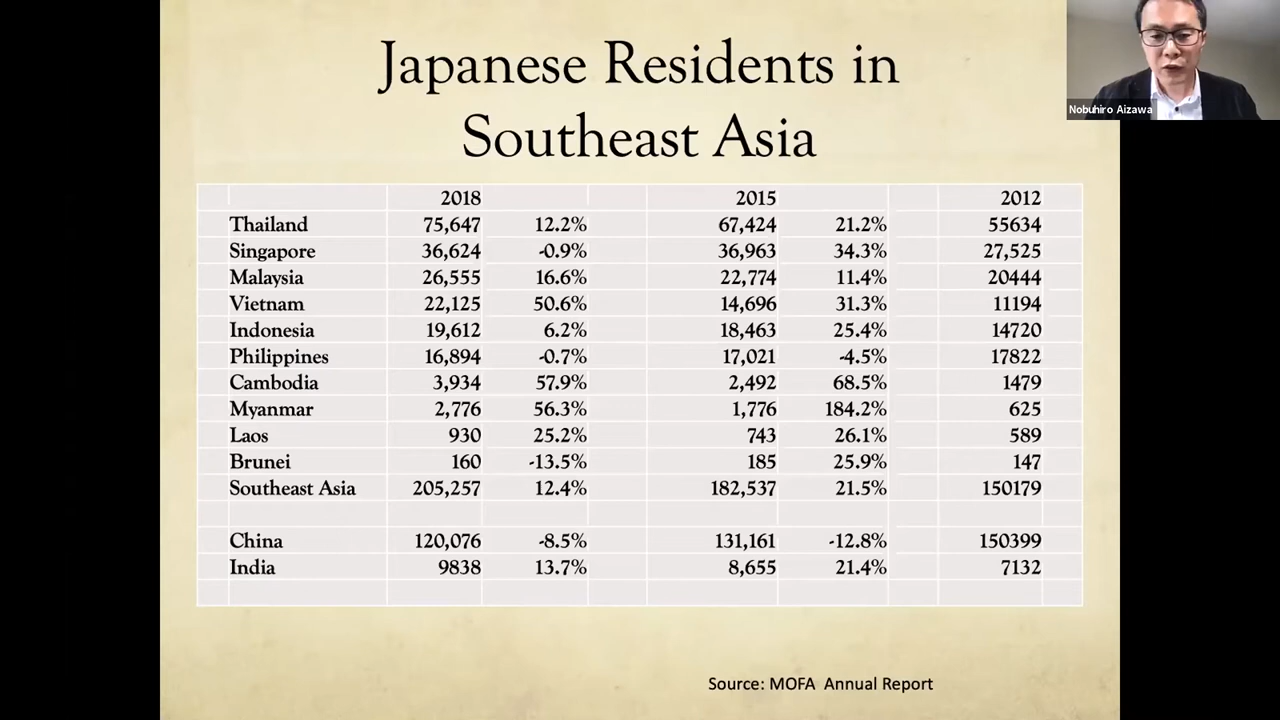 Japanese Residents in
Southeast Asia
Nobuhiro Aizawa
2018 2015 2012
Thailand 75,647 12.2% 67,424 21.2% 55634
Singapore 36,624 -0.9% 36,963 34.3% 27,525
Malaysia 26,555 16.6% 22,774 11.4% 20444
Vietnam 22,125 50.6% 14,696 31.3% 11194
Indonesia 19,612 6.2% 18,463 25.4% 14720
Philippines 16,894 -0.7% 17,021 -4.5% 17822
Cambodia 3,934 57.9% 2,492 68.5% 1479
Myanmar 2,776 56.3% 1,776 184.2% 625
Laos 930 25.2% 743 26.1% 589
Brunei 160 -13.5% 185 25.9% 147
Southeast Asia 205,257 12.4% 182,537 21.5% 150179
China 120,076 -8.5% 131,161 -12.8% 150399
India 9838 13.7% 8,655 21.4% 7132
Source: MOFA Annual Report